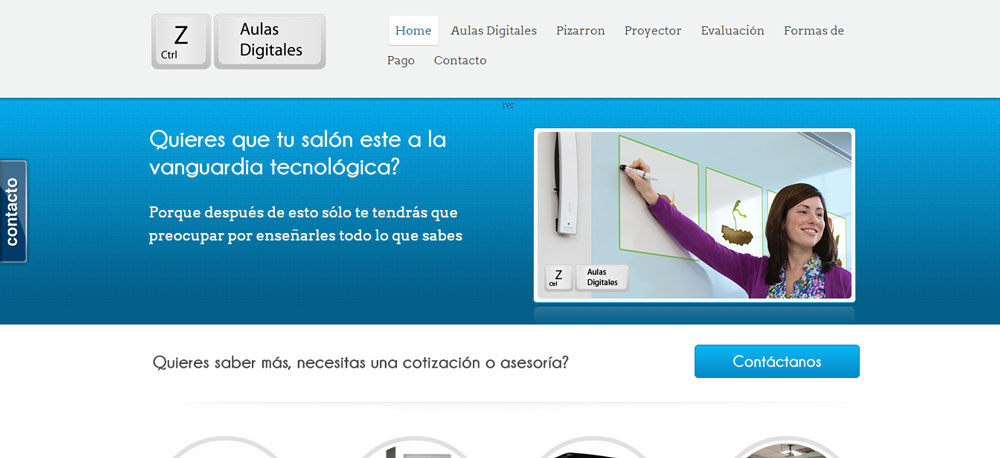 Z
Ctrl
Aulas
Digitales
Home Aulas Digitales Pizarron Proyector Evaluación Formas de
Pago Contacto
Quieres que tu salón este a la
vanguardia tecnológica?
Porque después de esto sólo te tendrás que
preocupar por enseñarles todo lo que sabes
contacto
Z
Ctrl
Aulas
Digitales
Quieres saber más, necesitas una cotización o asesoría?
Contáctanos